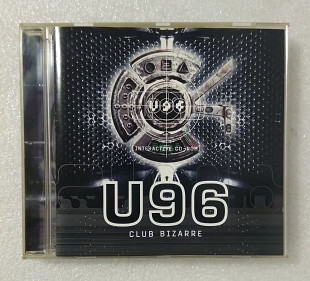 U96
INTERACTIVE CD-ROM
U96
CLUB BIZARRE